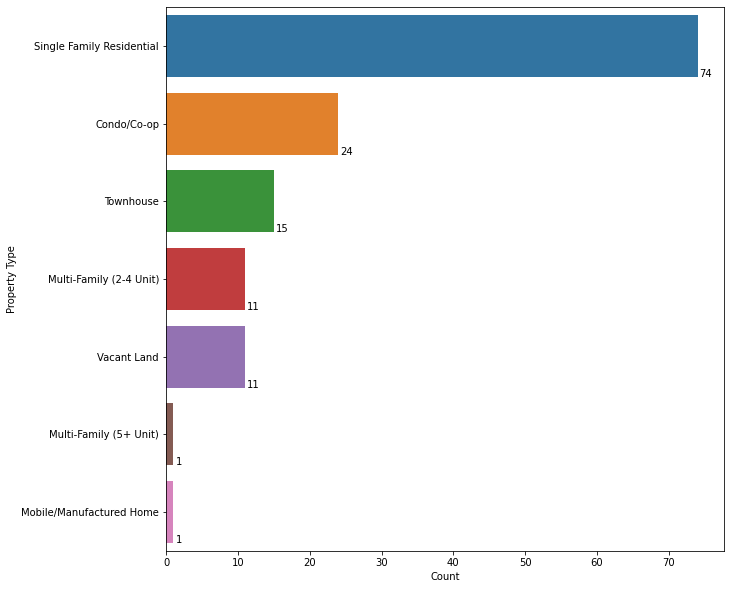 Single Family Residential
74
Condo/Co-op
24
Townhouse
15
Property Type
Multi-Family (2-4 Unit)
11
Vacant Land
11
Multi-Family (5+ Unit)
1
Mobile/Manufactured Home
1
0 10 20 30 40 50 60 70
Count